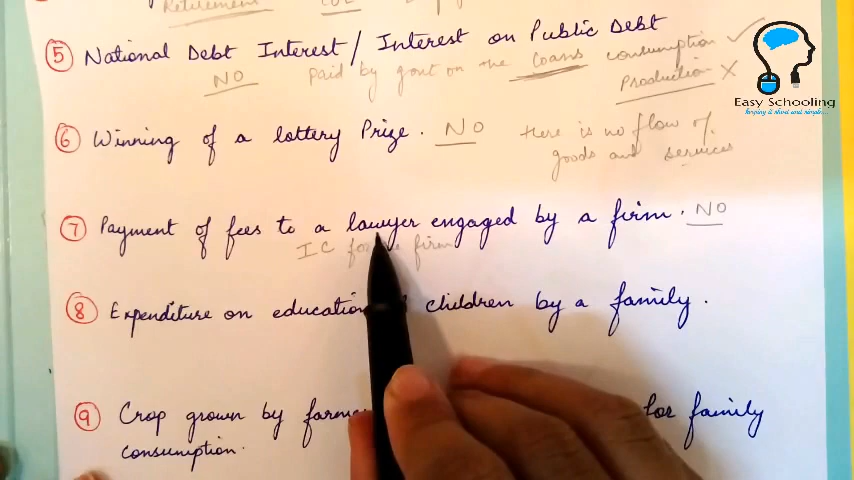 Retirement
⑤ National Debt Interest / Interest on Public Debt
NO paid by govt on the loans consumption ✓
Production ✗
Easy Schooling
⑥ Winning of a lottery Prize. NO there is no flow of
goods and services
⑦ Payment of fees to a lawyer engaged by a firm. NO
IC for firm
⑧ Expenditure on education children by a family.
⑨ Crop grown by for family
consumption.